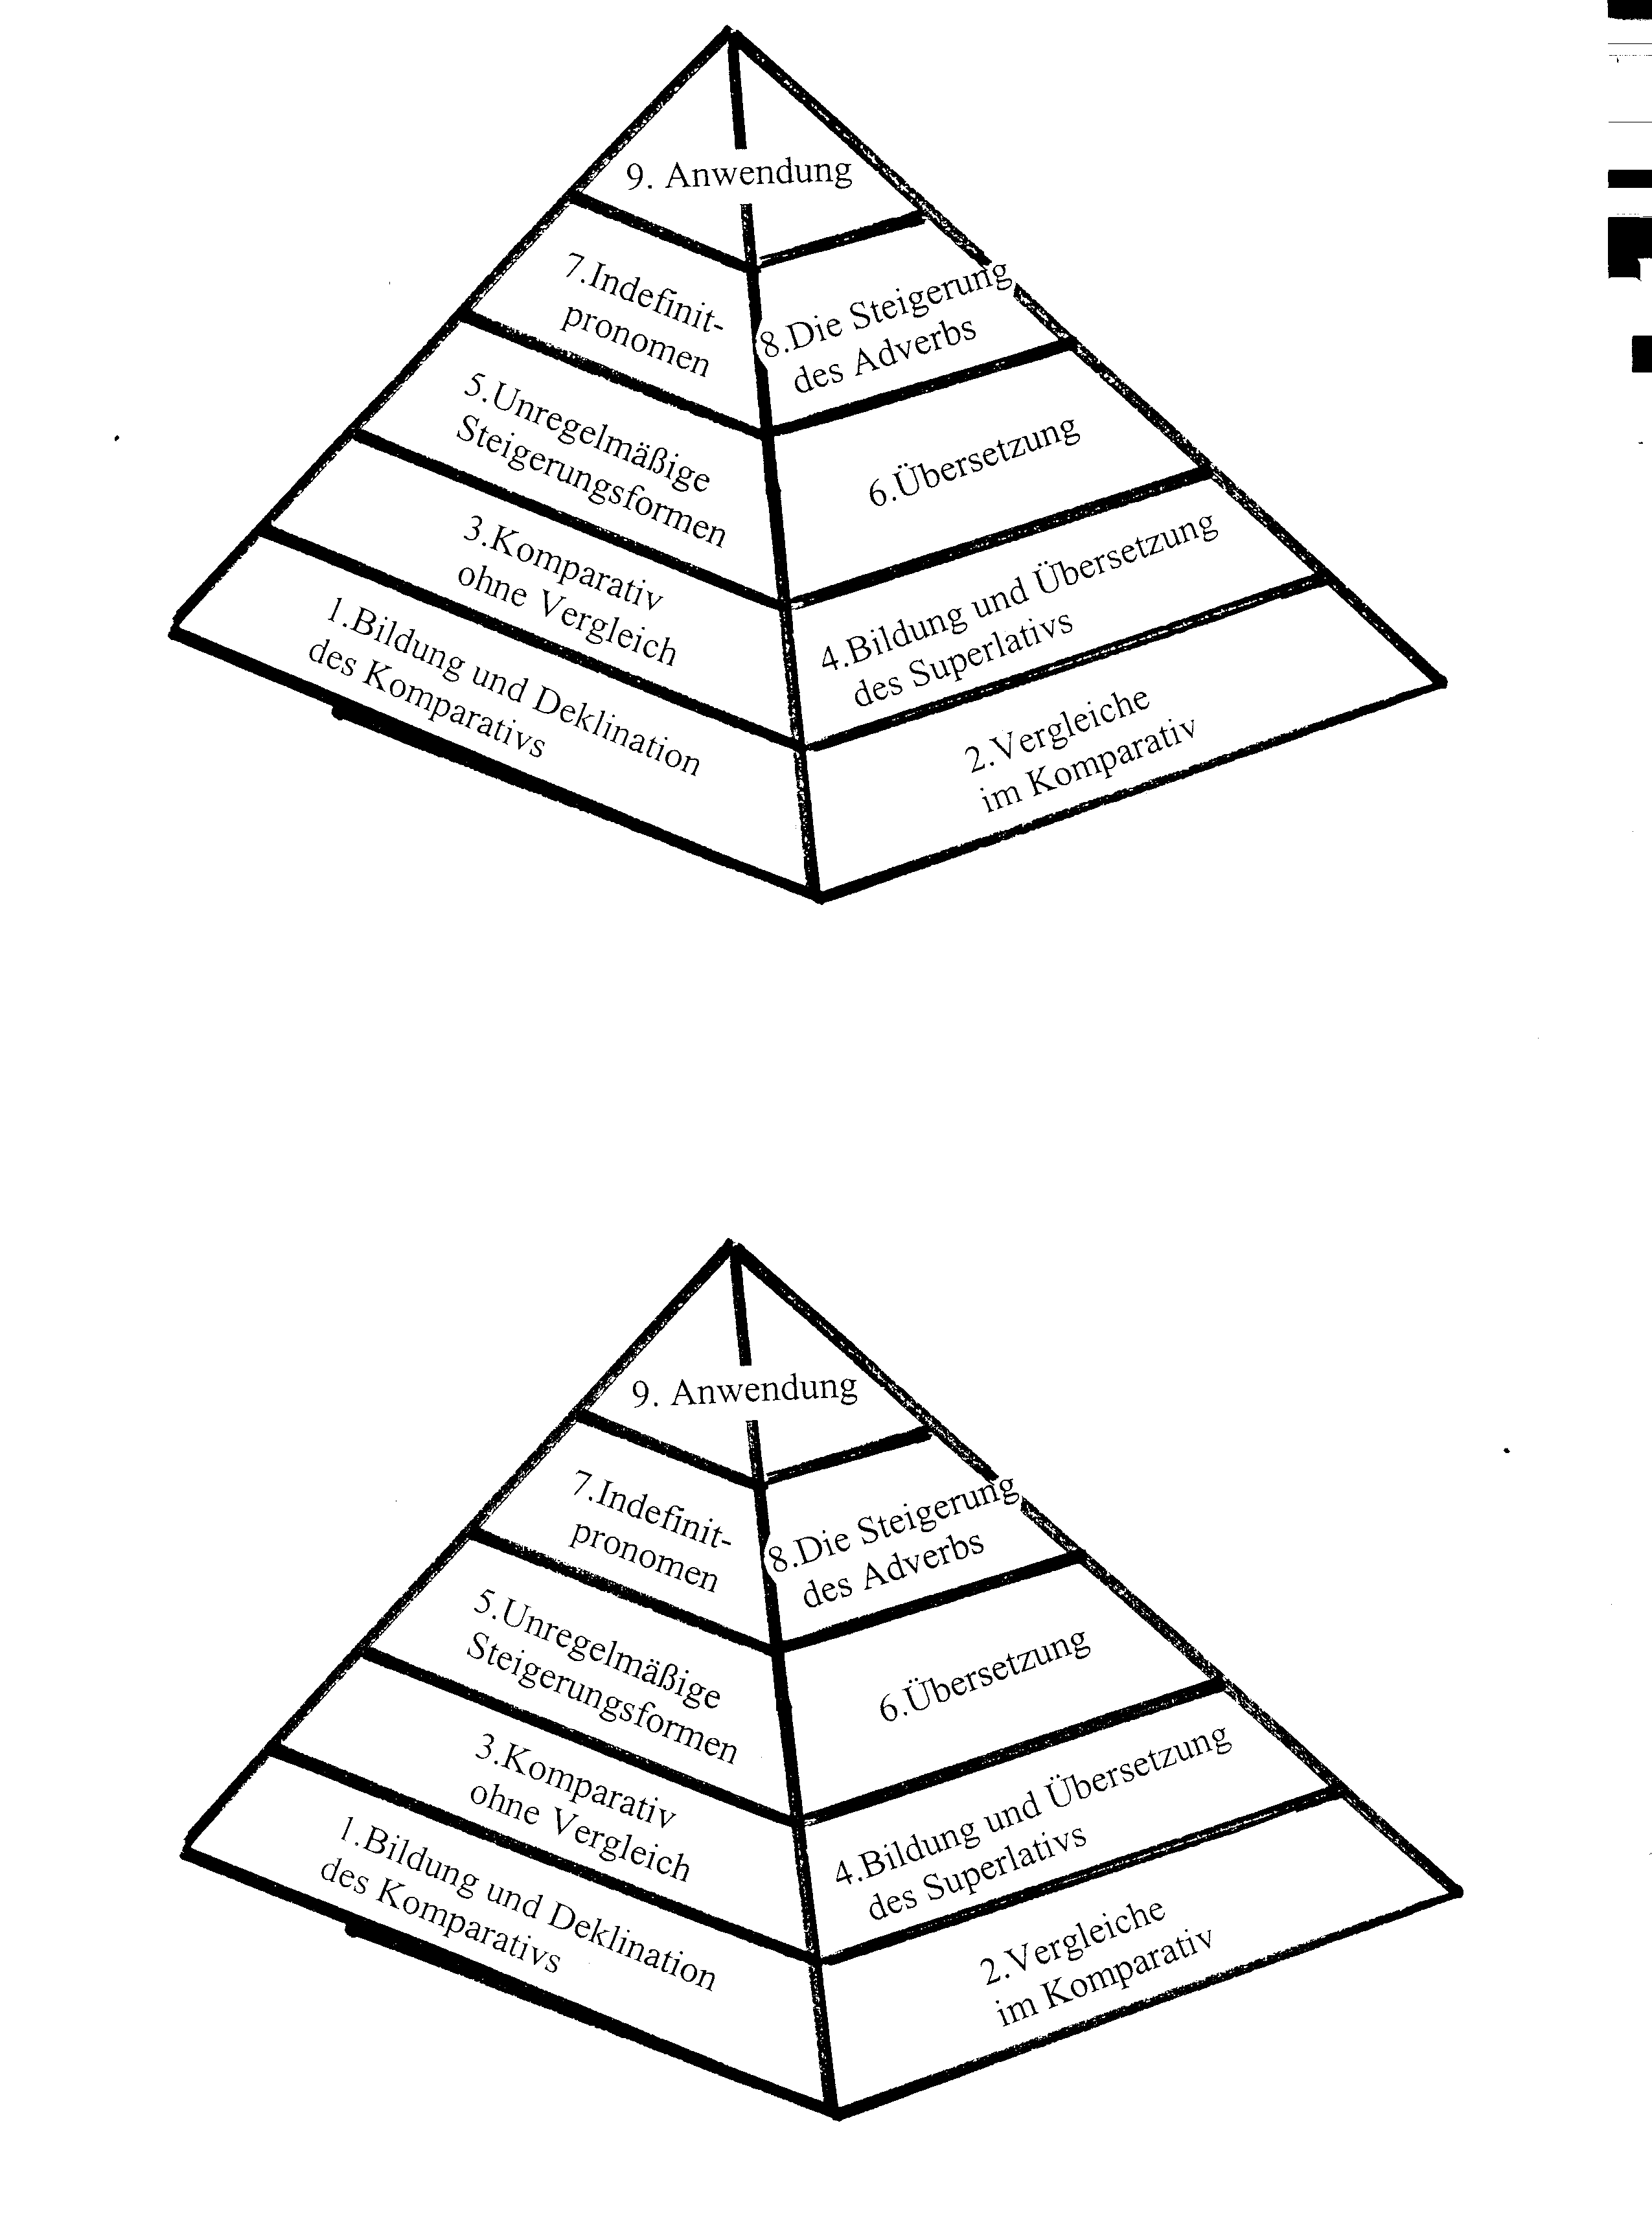 9. Anwendung
7.Indefinit-
pronomen
8.Die Steigerung
des Adverbs
5.Unregelmäßige
Steigerungsformen
6.Übersetzung
3.Komparativ
ohne Vergleich
4.Bildung und Übersetzung
des Superlativs
1.Bildung und Deklination
des Komparativs
2.Vergleiche
im Komparativ
9. Anwendung
7.Indefinit-
pronomen
8.Die Steigerung
des Adverbs
5.Unregelmäßige
Steigerungsformen
6.Übersetzung
3.Komparativ
ohne Vergleich
4.Bildung und Übersetzung
des Superlativs
1.Bildung und Deklination
des Komparativs
2.Vergleiche
im Komparativ